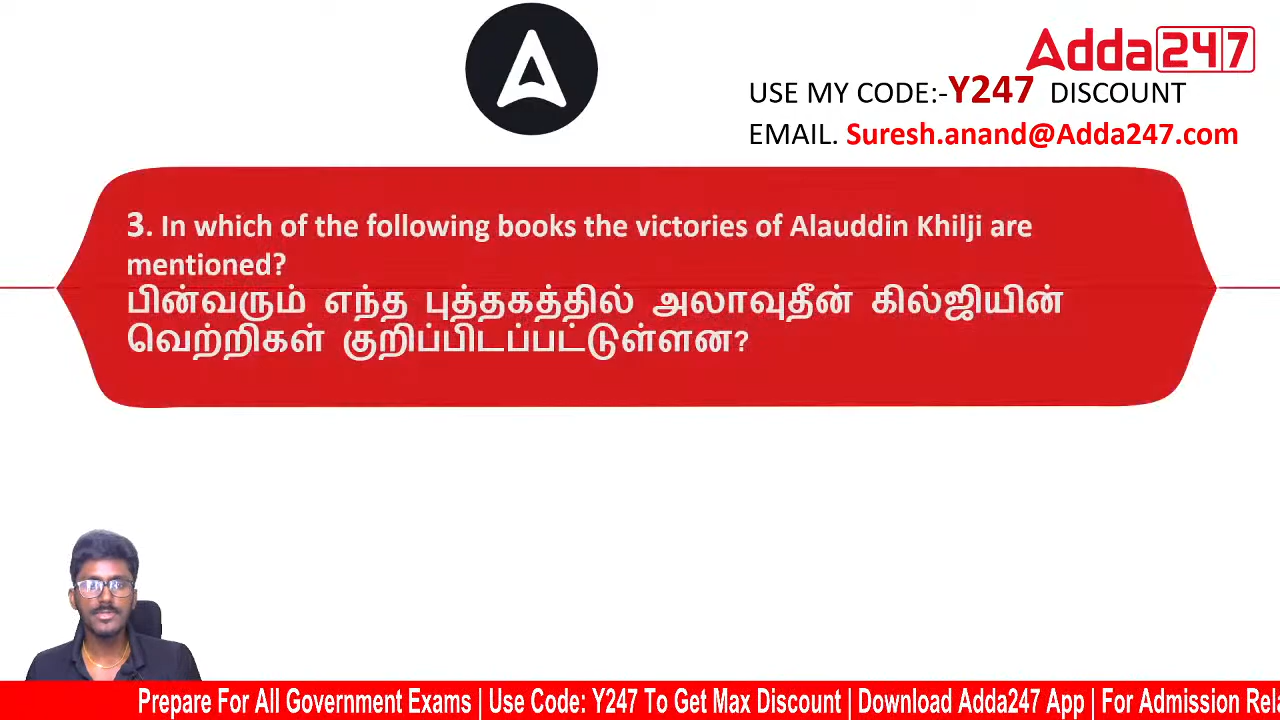 Adda247
USE MY CODE:-Y247 DISCOUNT
EMAIL. Suresh.anand@Adda247.com
3. In which of the following books the victories of Alauddin Khilji are
mentioned?
பின்வரும் எந்த புத்தகத்தில் அலாவுதீன் கில்ஜியின்
வெற்றிகள் குறிப்பிடப்பட்டுள்ளன?
Prepare For All Government Exams | Use Code: Y247 To Get Max Discount | Download Adda247 App | For Admission Rela